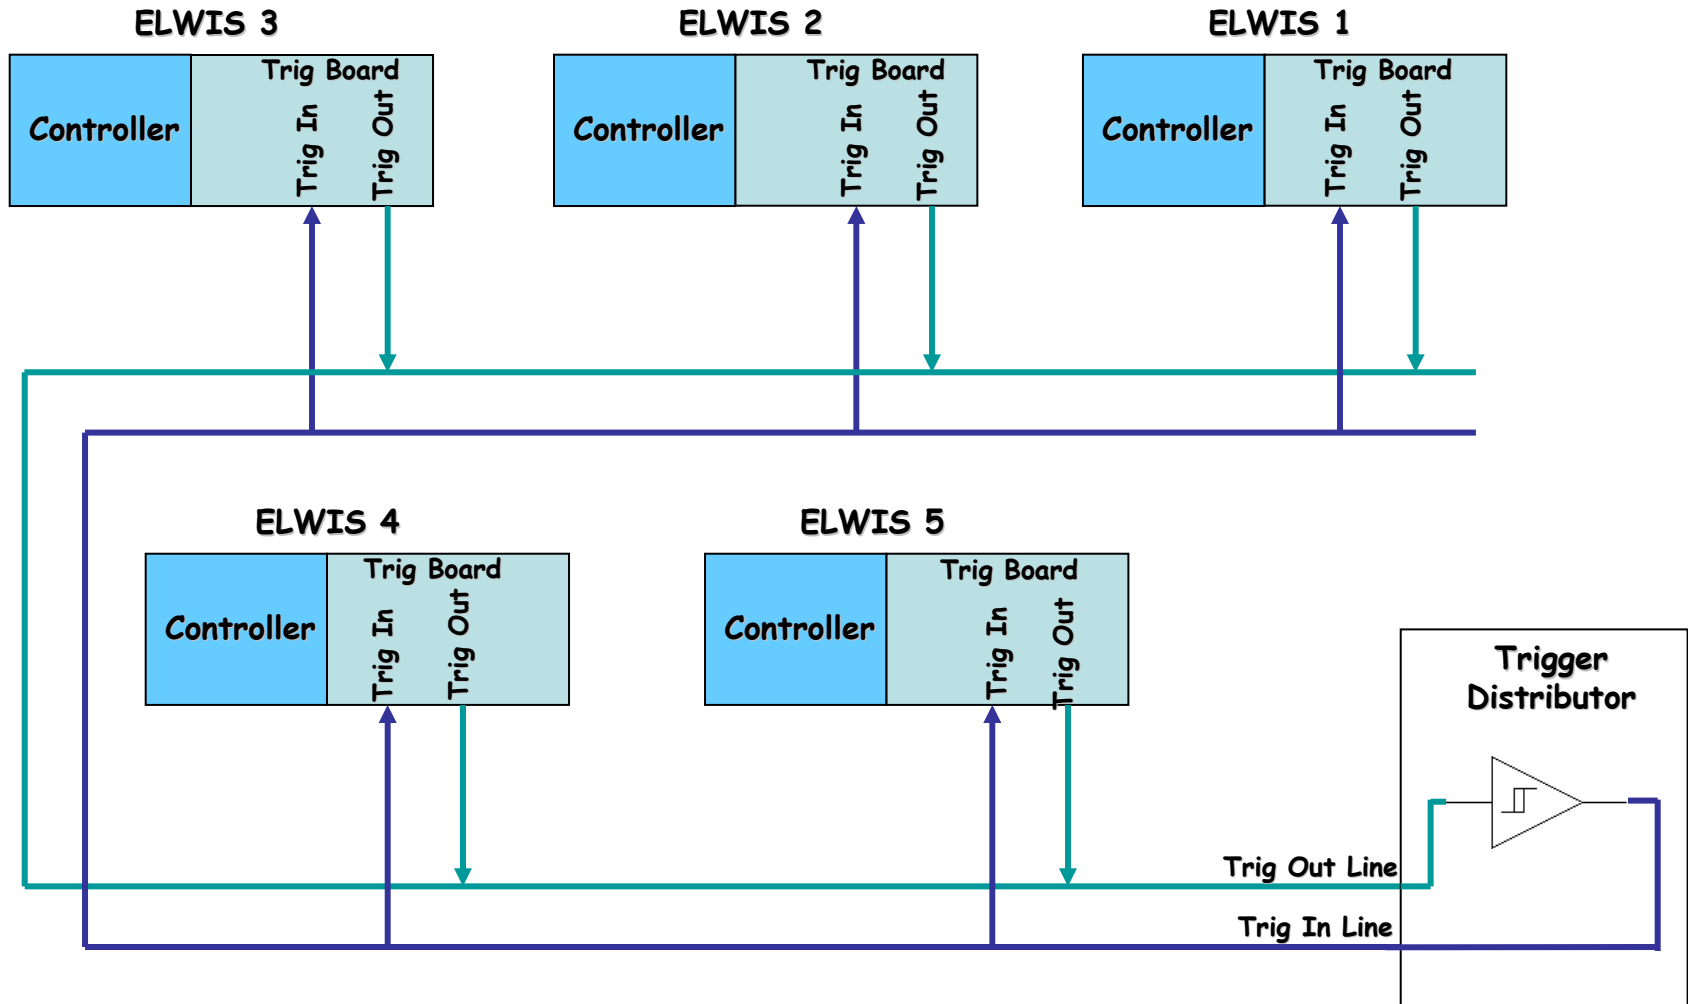 ELWIS 3
Controller
Trig Board
Trig In
Trig Out
ELWIS 2
Controller
Trig Board
Trig In
Trig Out
ELWIS 1
Controller
Trig Board
Trig In
Trig Out
ELWIS 4
Controller
Trig Board
Trig In
Trig Out
ELWIS 5
Controller
Trig Board
Trig In
Trig Out
Trigger
Distributor
Trig Out Line
Trig In Line